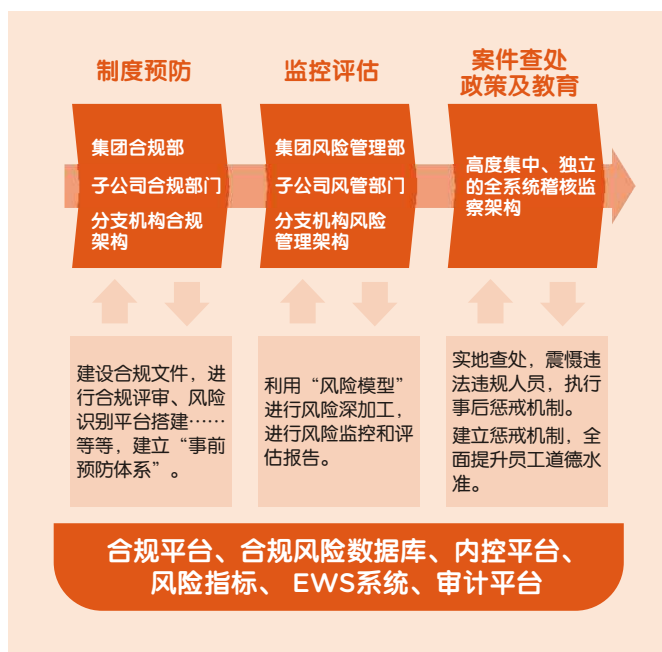 制度预防
集团合规部
子公司合规部门
分支机构合规
架构
建设合规文件，进
行合规评审、风险
识别平台搭建……
等等，建立“事前
预防体系”。
监控评估
集团风险管理部
子公司风管部门
分支机构风险
管理架构
利用“风险模型”
进行风险深加工，
进行风险监控和评
估报告。
案件查处
政策及教育
高度集中、独立
的全系统稽核监
察架构
实地查处，震慑违
法违规人员，执行
事后惩戒机制。
建立惩戒机制，全
面提升员工道德水
准。
合规平台、合规风险数据库、内控平台、
风险指标、 EWS系统、审计平台